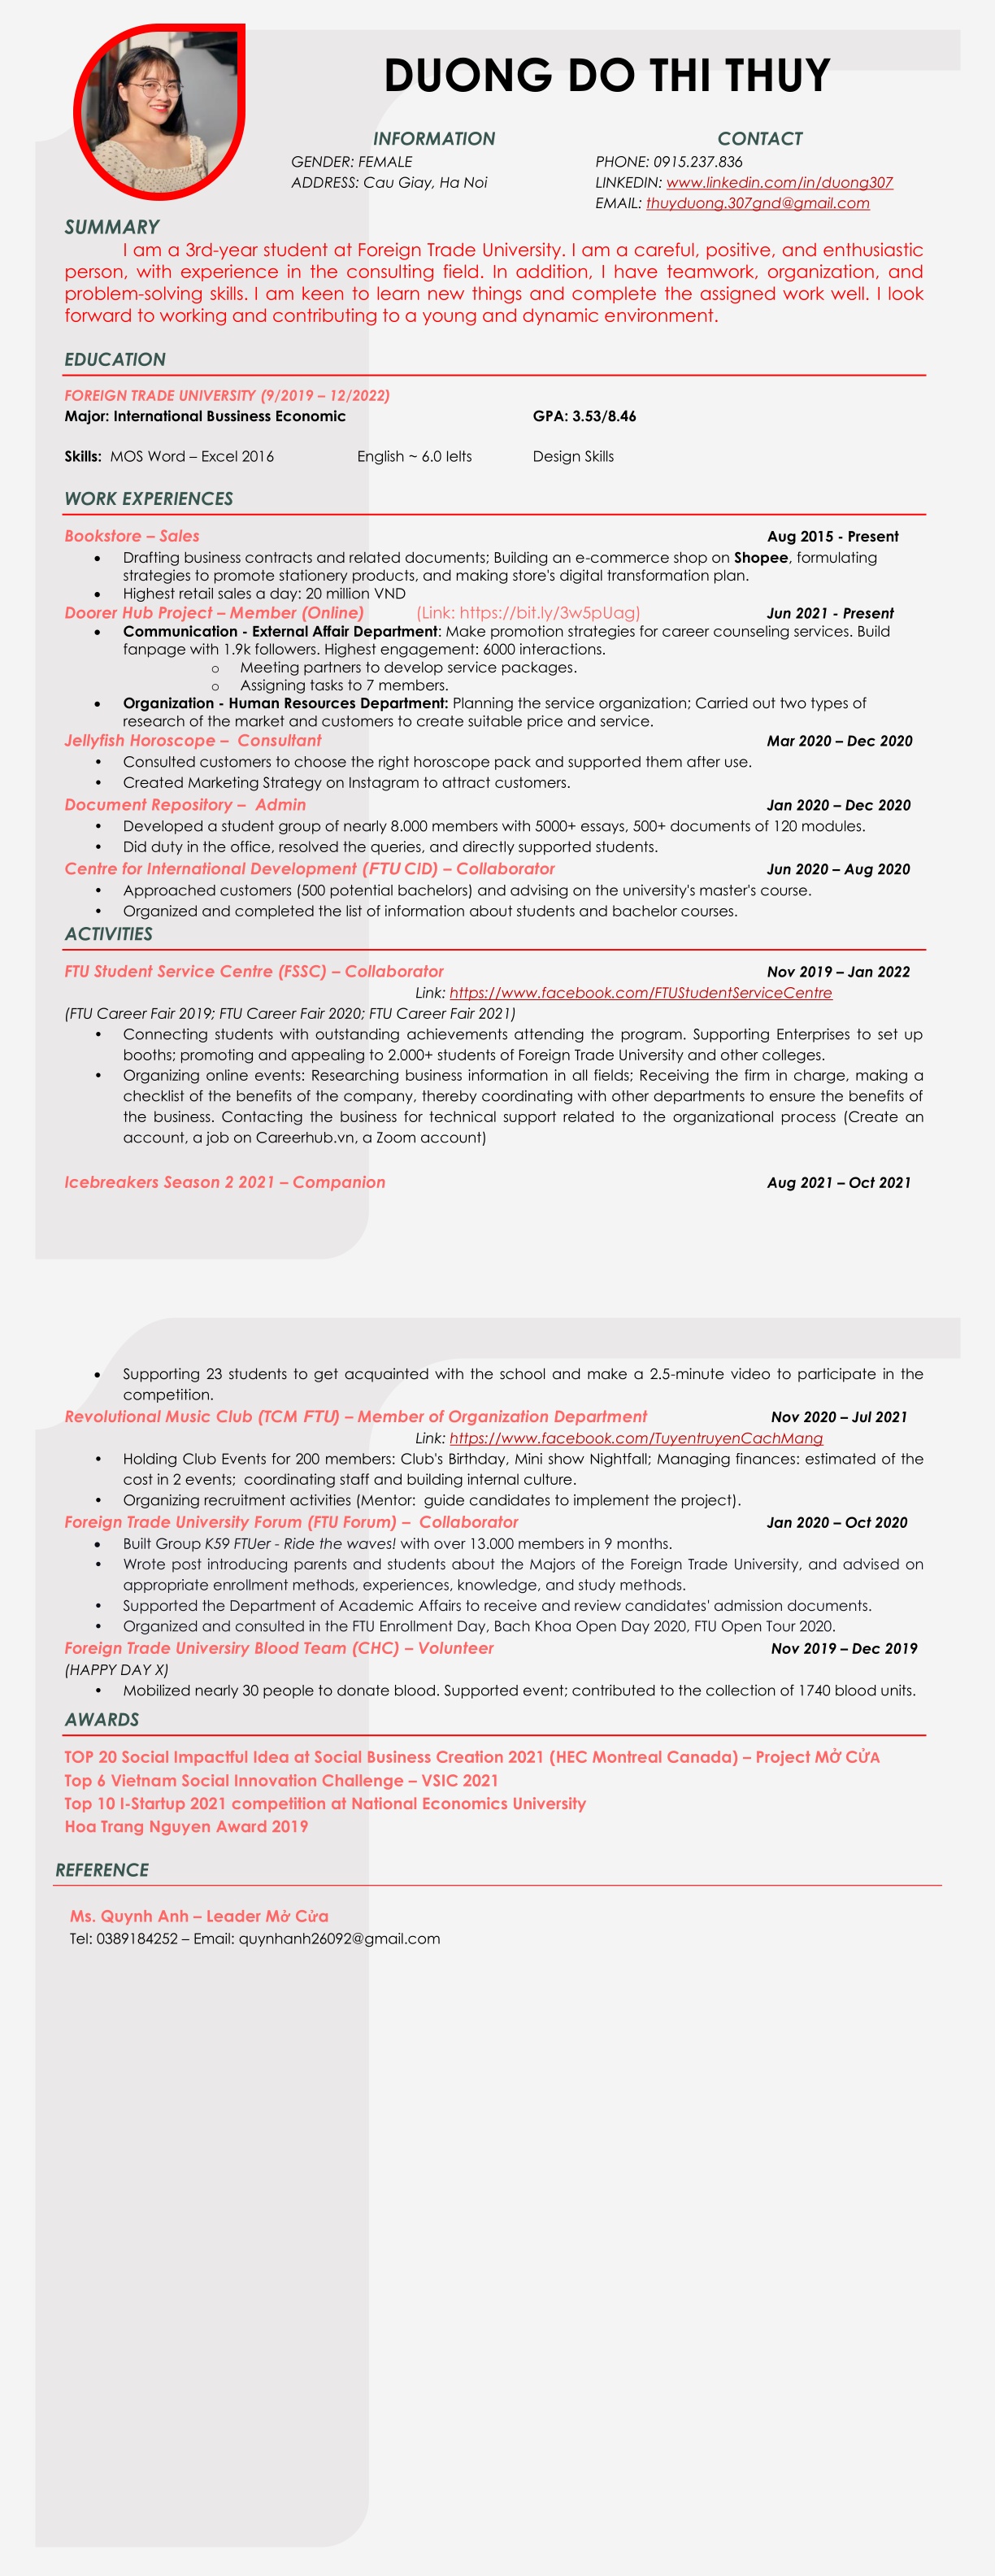 DUONG DO THI THUY
INFORMATION
GENDER: FEMALE
ADDRESS: Cau Giay, Ha Noi
CONTACT
PHONE: 0915.237.836
LINKEDIN: www.linkedin.com/in/duong307
EMAIL: thuyduong.307gnd@gmail.com
SUMMARY
I am a 3rd-year student at Foreign Trade University. I am a careful, positive, and enthusiastic
person, with experience in the consulting field. In addition, I have teamwork, organization, and
problem-solving skills. I am keen to learn new things and complete the assigned work well. I look
forward to working and contributing to a young and dynamic environment.
EDUCATION
FOREIGN TRADE UNIVERSITY (9/2019 – 12/2022)
Major: International Bussiness Economic GPA: 3.53/8.46
Skills: MOS Word – Excel 2016 English ~ 6.0 Ielts Design Skills
WORK EXPERIENCES
Bookstore – Sales Aug 2015 - Present
• Drafting business contracts and related documents; Building an e-commerce shop on Shopee, formulating
strategies to promote stationery products, and making store's digital transformation plan.
• Highest retail sales a day: 20 million VND
Doorer Hub Project – Member (Online) (Link: https://bit.ly/3w5pUag) Jun 2021 - Present
• Communication - External Affair Department: Make promotion strategies for career counseling services. Build
fanpage with 1.9k followers. Highest engagement: 6000 interactions.
o Meeting partners to develop service packages.
o Assigning tasks to 7 members.
• Organization - Human Resources Department: Planning the service organization; Carried out two types of
research of the market and customers to create suitable price and service.
Jellyfish Horoscope – Consultant Mar 2020 – Dec 2020
• Consulted customers to choose the right horoscope pack and supported them after use.
• Created Marketing Strategy on Instagram to attract customers.
Document Repository – Admin Jan 2020 – Dec 2020
• Developed a student group of nearly 8.000 members with 5000+ essays, 500+ documents of 120 modules.
• Did duty in the office, resolved the queries, and directly supported students.
Centre for International Development (FTU CID) – Collaborator Jun 2020 – Aug 2020
• Approached customers (500 potential bachelors) and advising on the university's master's course.
• Organized and completed the list of information about students and bachelor courses.
ACTIVITIES
FTU Student Service Centre (FSSC) – Collaborator Nov 2019 – Jan 2022
Link: https://www.facebook.com/FTUStudentServiceCentre
(FTU Career Fair 2019; FTU Career Fair 2020; FTU Career Fair 2021)
• Connecting students with outstanding achievements attending the program. Supporting Enterprises to set up
booths; promoting and appealing to 2.000+ students of Foreign Trade University and other colleges.
• Organizing online events: Researching business information in all fields; Receiving the firm in charge, making a
checklist of the benefits of the company, thereby coordinating with other departments to ensure the benefits of
the business. Contacting the business for technical support related to the organizational process (Create an
account, a job on Careerhub.vn, a Zoom account)
Icebreakers Season 2 2021 – Companion Aug 2021 – Oct 2021
• Supporting 23 students to get acquainted with the school and make a 2.5-minute video to participate in the
competition.
Revolutional Music Club (TCM FTU) – Member of Organization Department Nov 2020 – Jul 2021
Link: https://www.facebook.com/TuyentruyenCachMang
• Holding Club Events for 200 members: Club's Birthday, Mini show Nightfall; Managing finances: estimated of the
cost in 2 events; coordinating staff and building internal culture.
• Organizing recruitment activities (Mentor: guide candidates to implement the project).
Foreign Trade University Forum (FTU Forum) – Collaborator Jan 2020 – Oct 2020
• Built Group K59 FTUer - Ride the waves! with over 13.000 members in 9 months.
• Wrote post introducing parents and students about the Majors of the Foreign Trade University, and advised on
appropriate enrollment methods, experiences, knowledge, and study methods.
• Supported the Department of Academic Affairs to receive and review candidates' admission documents.
• Organized and consulted in the FTU Enrollment Day, Bach Khoa Open Day 2020, FTU Open Tour 2020.
Foreign Trade Universiry Blood Team (CHC) – Volunteer Nov 2019 – Dec 2019
(HAPPY DAY X)
• Mobilized nearly 30 people to donate blood. Supported event; contributed to the collection of 1740 blood units.
AWARDS
TOP 20 Social Impactful Idea at Social Business Creation 2021 (HEC Montreal Canada) – Project MỞ CỬA
Top 6 Vietnam Social Innovation Challenge – VSIC 2021
Top 10 I-Startup 2021 competition at National Economics University
Hoa Trang Nguyen Award 2019
REFERENCE
Ms. Quynh Anh – Leader Mở Cửa
Tel: 0389184252 – Email: quynhanh26092@gmail.com